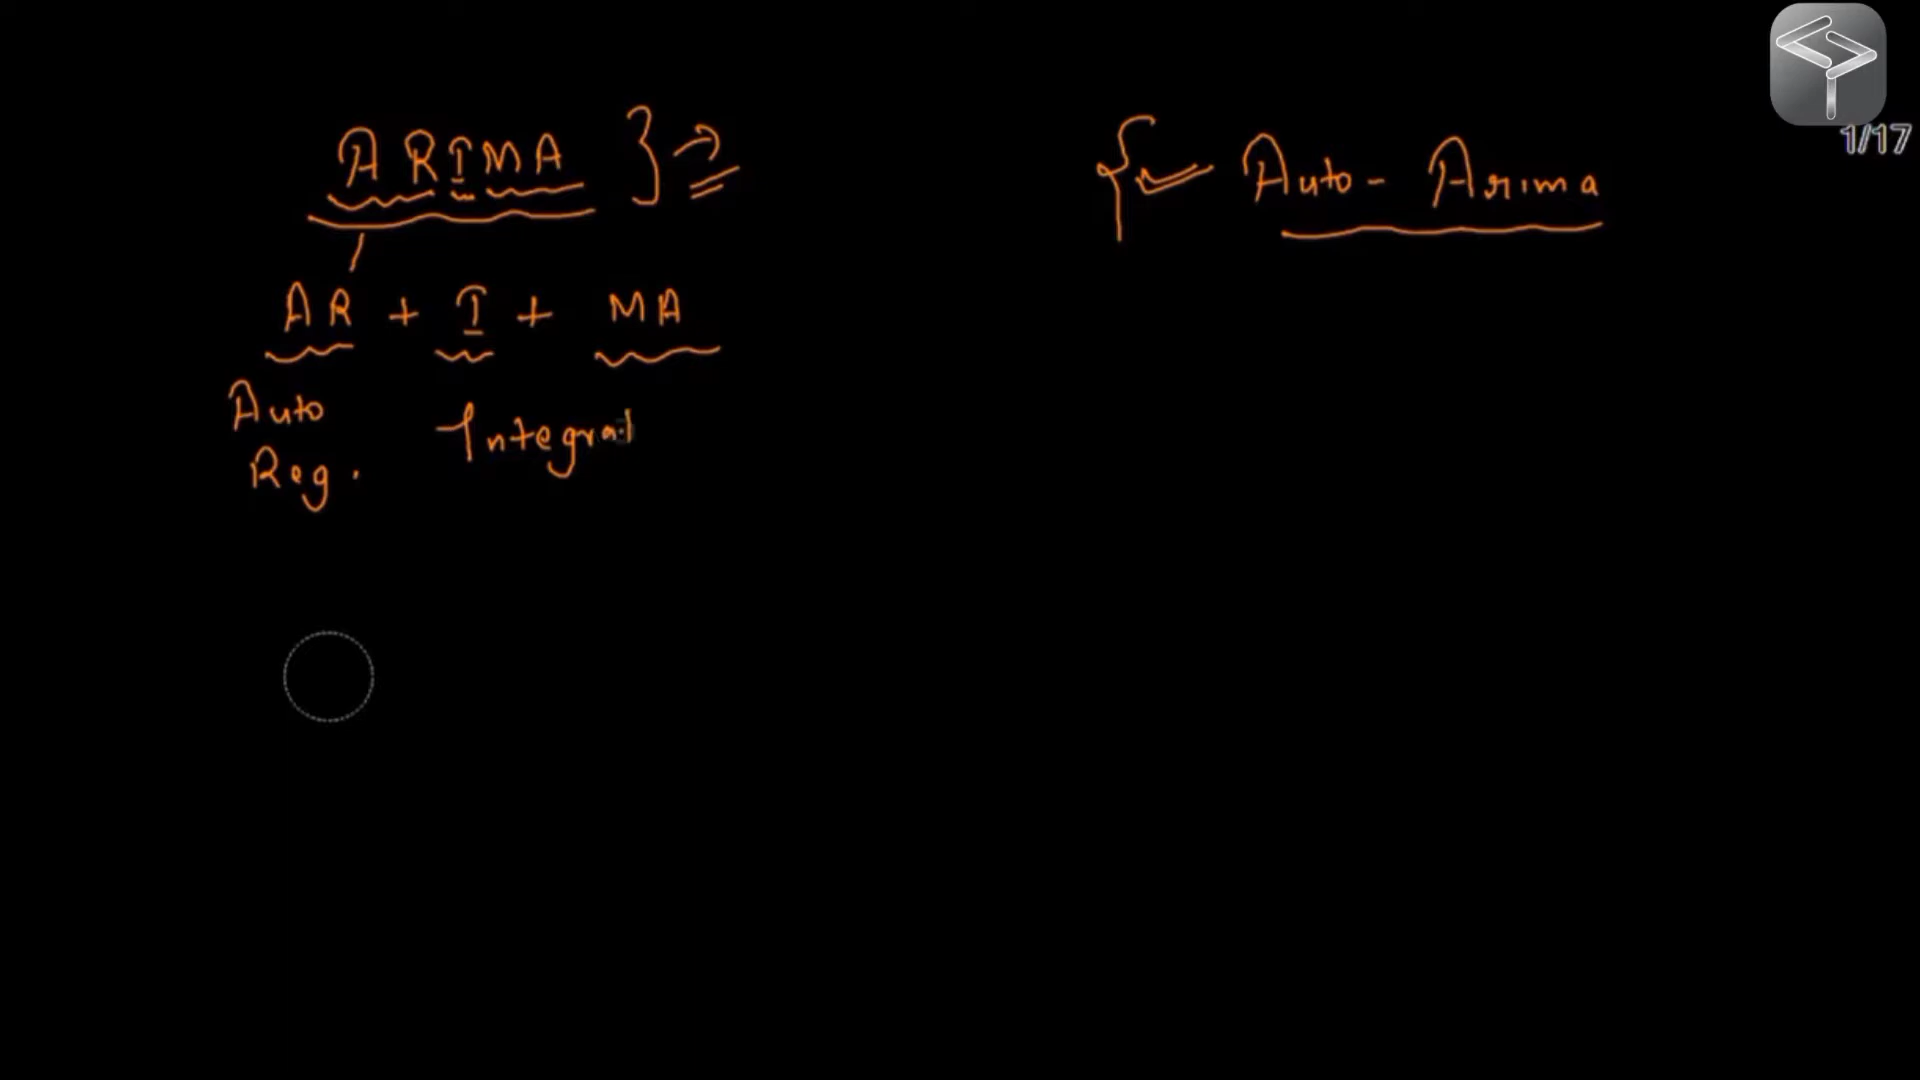 ARIMA } →
{ ✓ Auto - Arima
1/17
AR + I + MA
Auto
Reg.
Integral